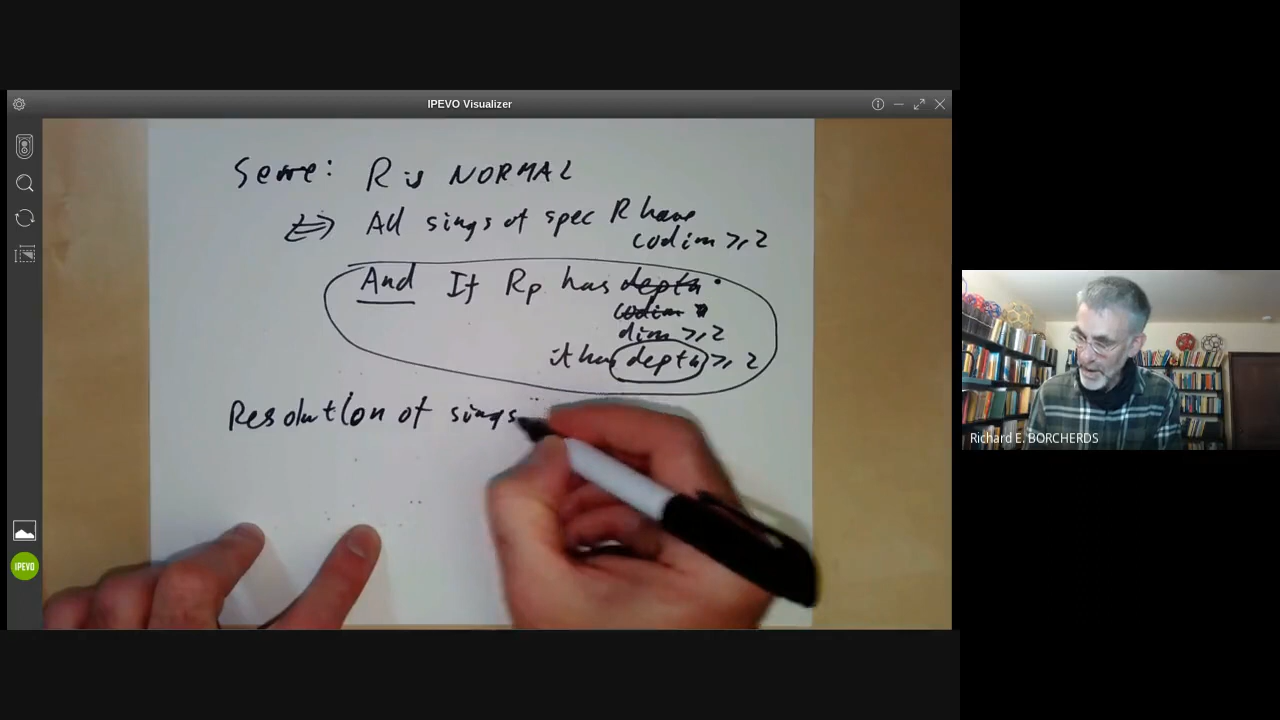 IPEVO Visualizer
Serre: R is NORMAL
⇔ All sings of spec R have
codim ≥ 2
And If Rp has depth
codim
dim ≥ 2
it has depth ≥ 2
Resolution of sings
IPEVO
Richard E. BORCHERDS